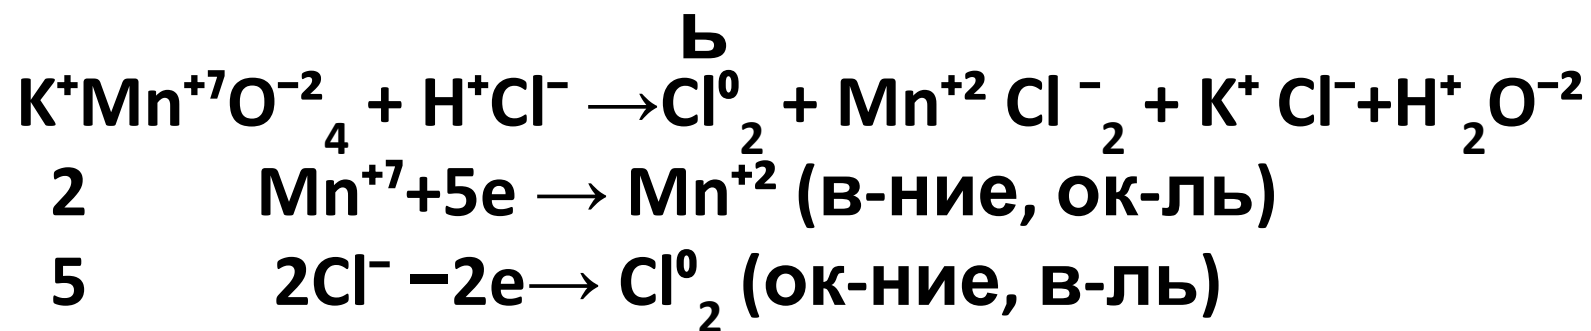 ь
K⁺Mn⁺⁷O⁻²₄ + H⁺Cl⁻ →Cl⁰₂ + Mn⁺² Cl ⁻₂ + K⁺ Cl⁻+H⁺₂O⁻²
2 Mn⁺⁷+5e → Mn⁺² (в-ние, ок-ль)
5 2Cl⁻ −2e→ Cl⁰₂ (ок-ние, в-ль)